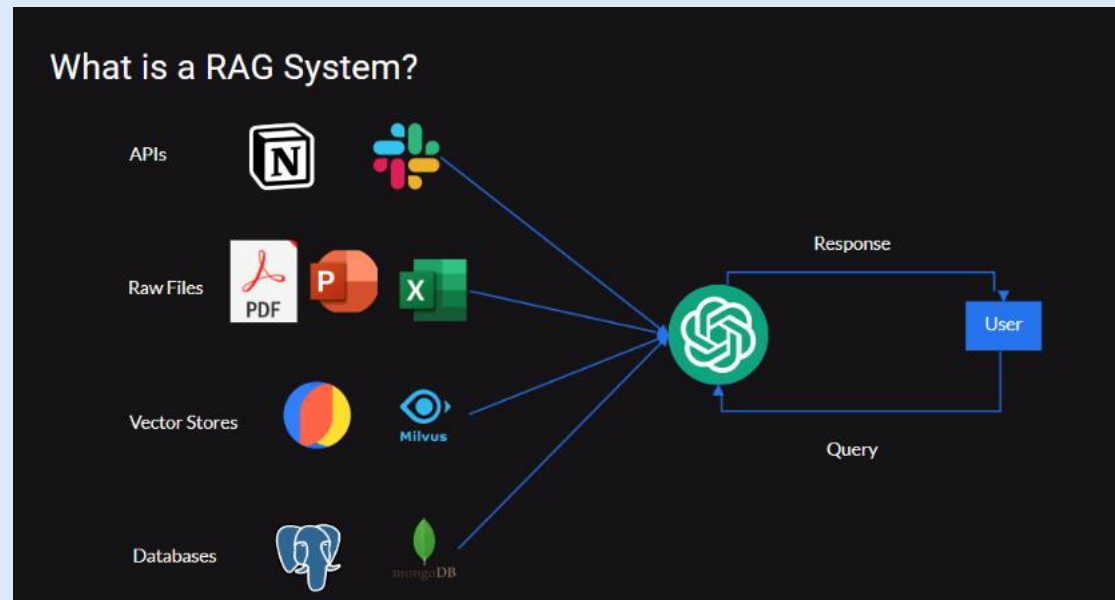 What is a RAG System?
APIs
N
Response
Raw Files
PDF
P
X
User
Vector Stores
Milvus
Query
Databases
mongoDB